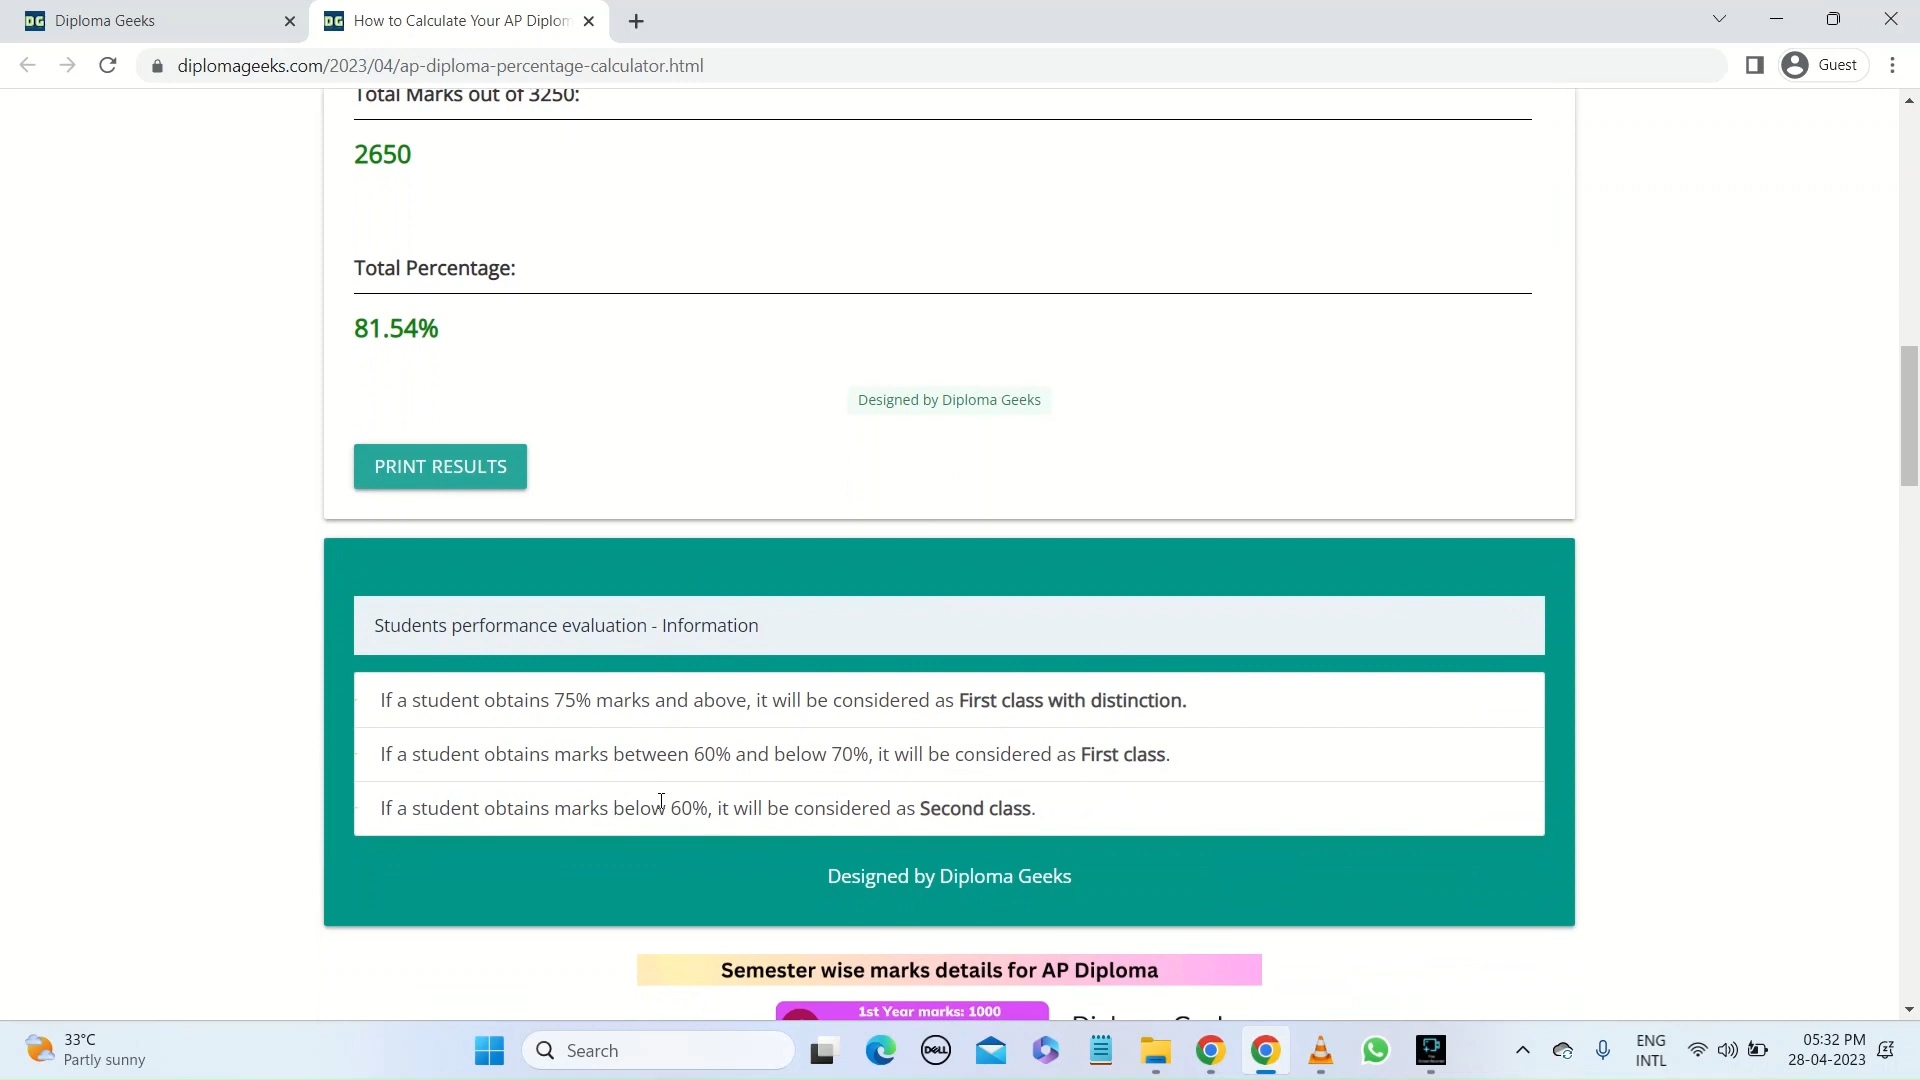 Diploma Geeks
How to Calculate Your AP Diplom
diplomageeks.com/2023/04/ap-diploma-percentage-calculator.html
Guest
Total Marks out of 3250:
2650
Total Percentage:
81.54%
Designed by Diploma Geeks
PRINT RESULTS
Students performance evaluation - Information
If a student obtains 75% marks and above, it will be considered as First class with distinction.
If a student obtains marks between 60% and below 70%, it will be considered as First class.
If a student obtains marks below 60%, it will be considered as Second class.
Designed by Diploma Geeks
Semester wise marks details for AP Diploma
1st Year marks: 1000
33°C
Partly sunny
Search
DELL
ENG
INTL
05:32 PM
28-04-2023